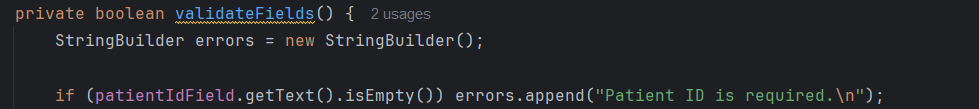 private boolean validateFields() { 2 usages
StringBuilder errors = new StringBuilder();
if (patientIdField.getText().isEmpty()) errors.append("Patient ID is required.\n");